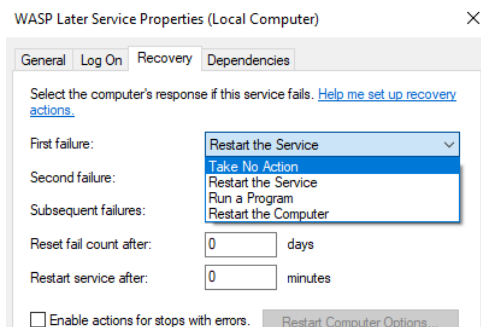 WASP Later Service Properties (Local Computer)
General Log On Recovery Dependencies
Select the computer's response if this service fails. Help me set up recovery
actions.
First failure: Restart the Service
Take No Action
Second failure: Restart the Service
Run a Program
Subsequent failures: Restart the Computer
Reset fail count after: 0 days
Restart service after: 0 minutes
Enable actions for stops with errors. Restart Computer Options...